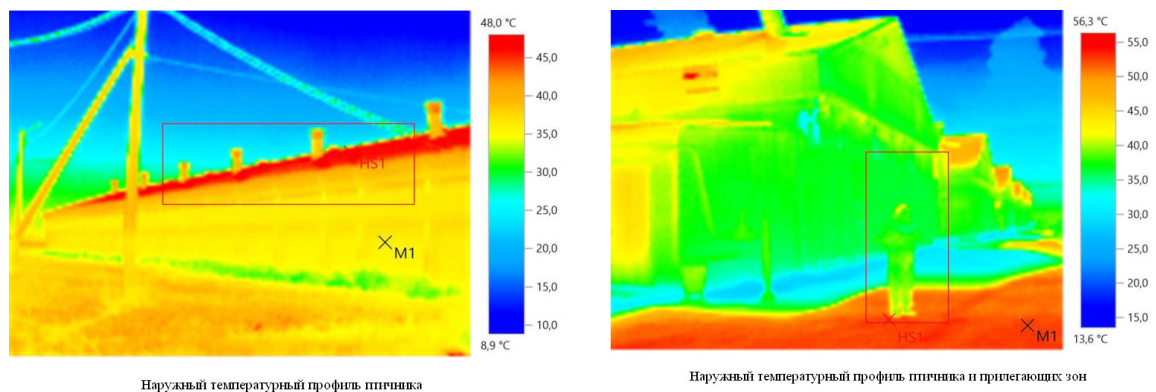 48,0 °C
45,0
40,0
35,0
30,0
25,0
20,0
15,0
10,0
8,9 °C
HS1
M1
Наружный температурный профиль птичника
56,3 °C
55,0
50,0
45,0
40,0
35,0
30,0
25,0
20,0
15,0
13,6 °C
HS1
M1
Наружный температурный профиль птичника и прилегающих зон